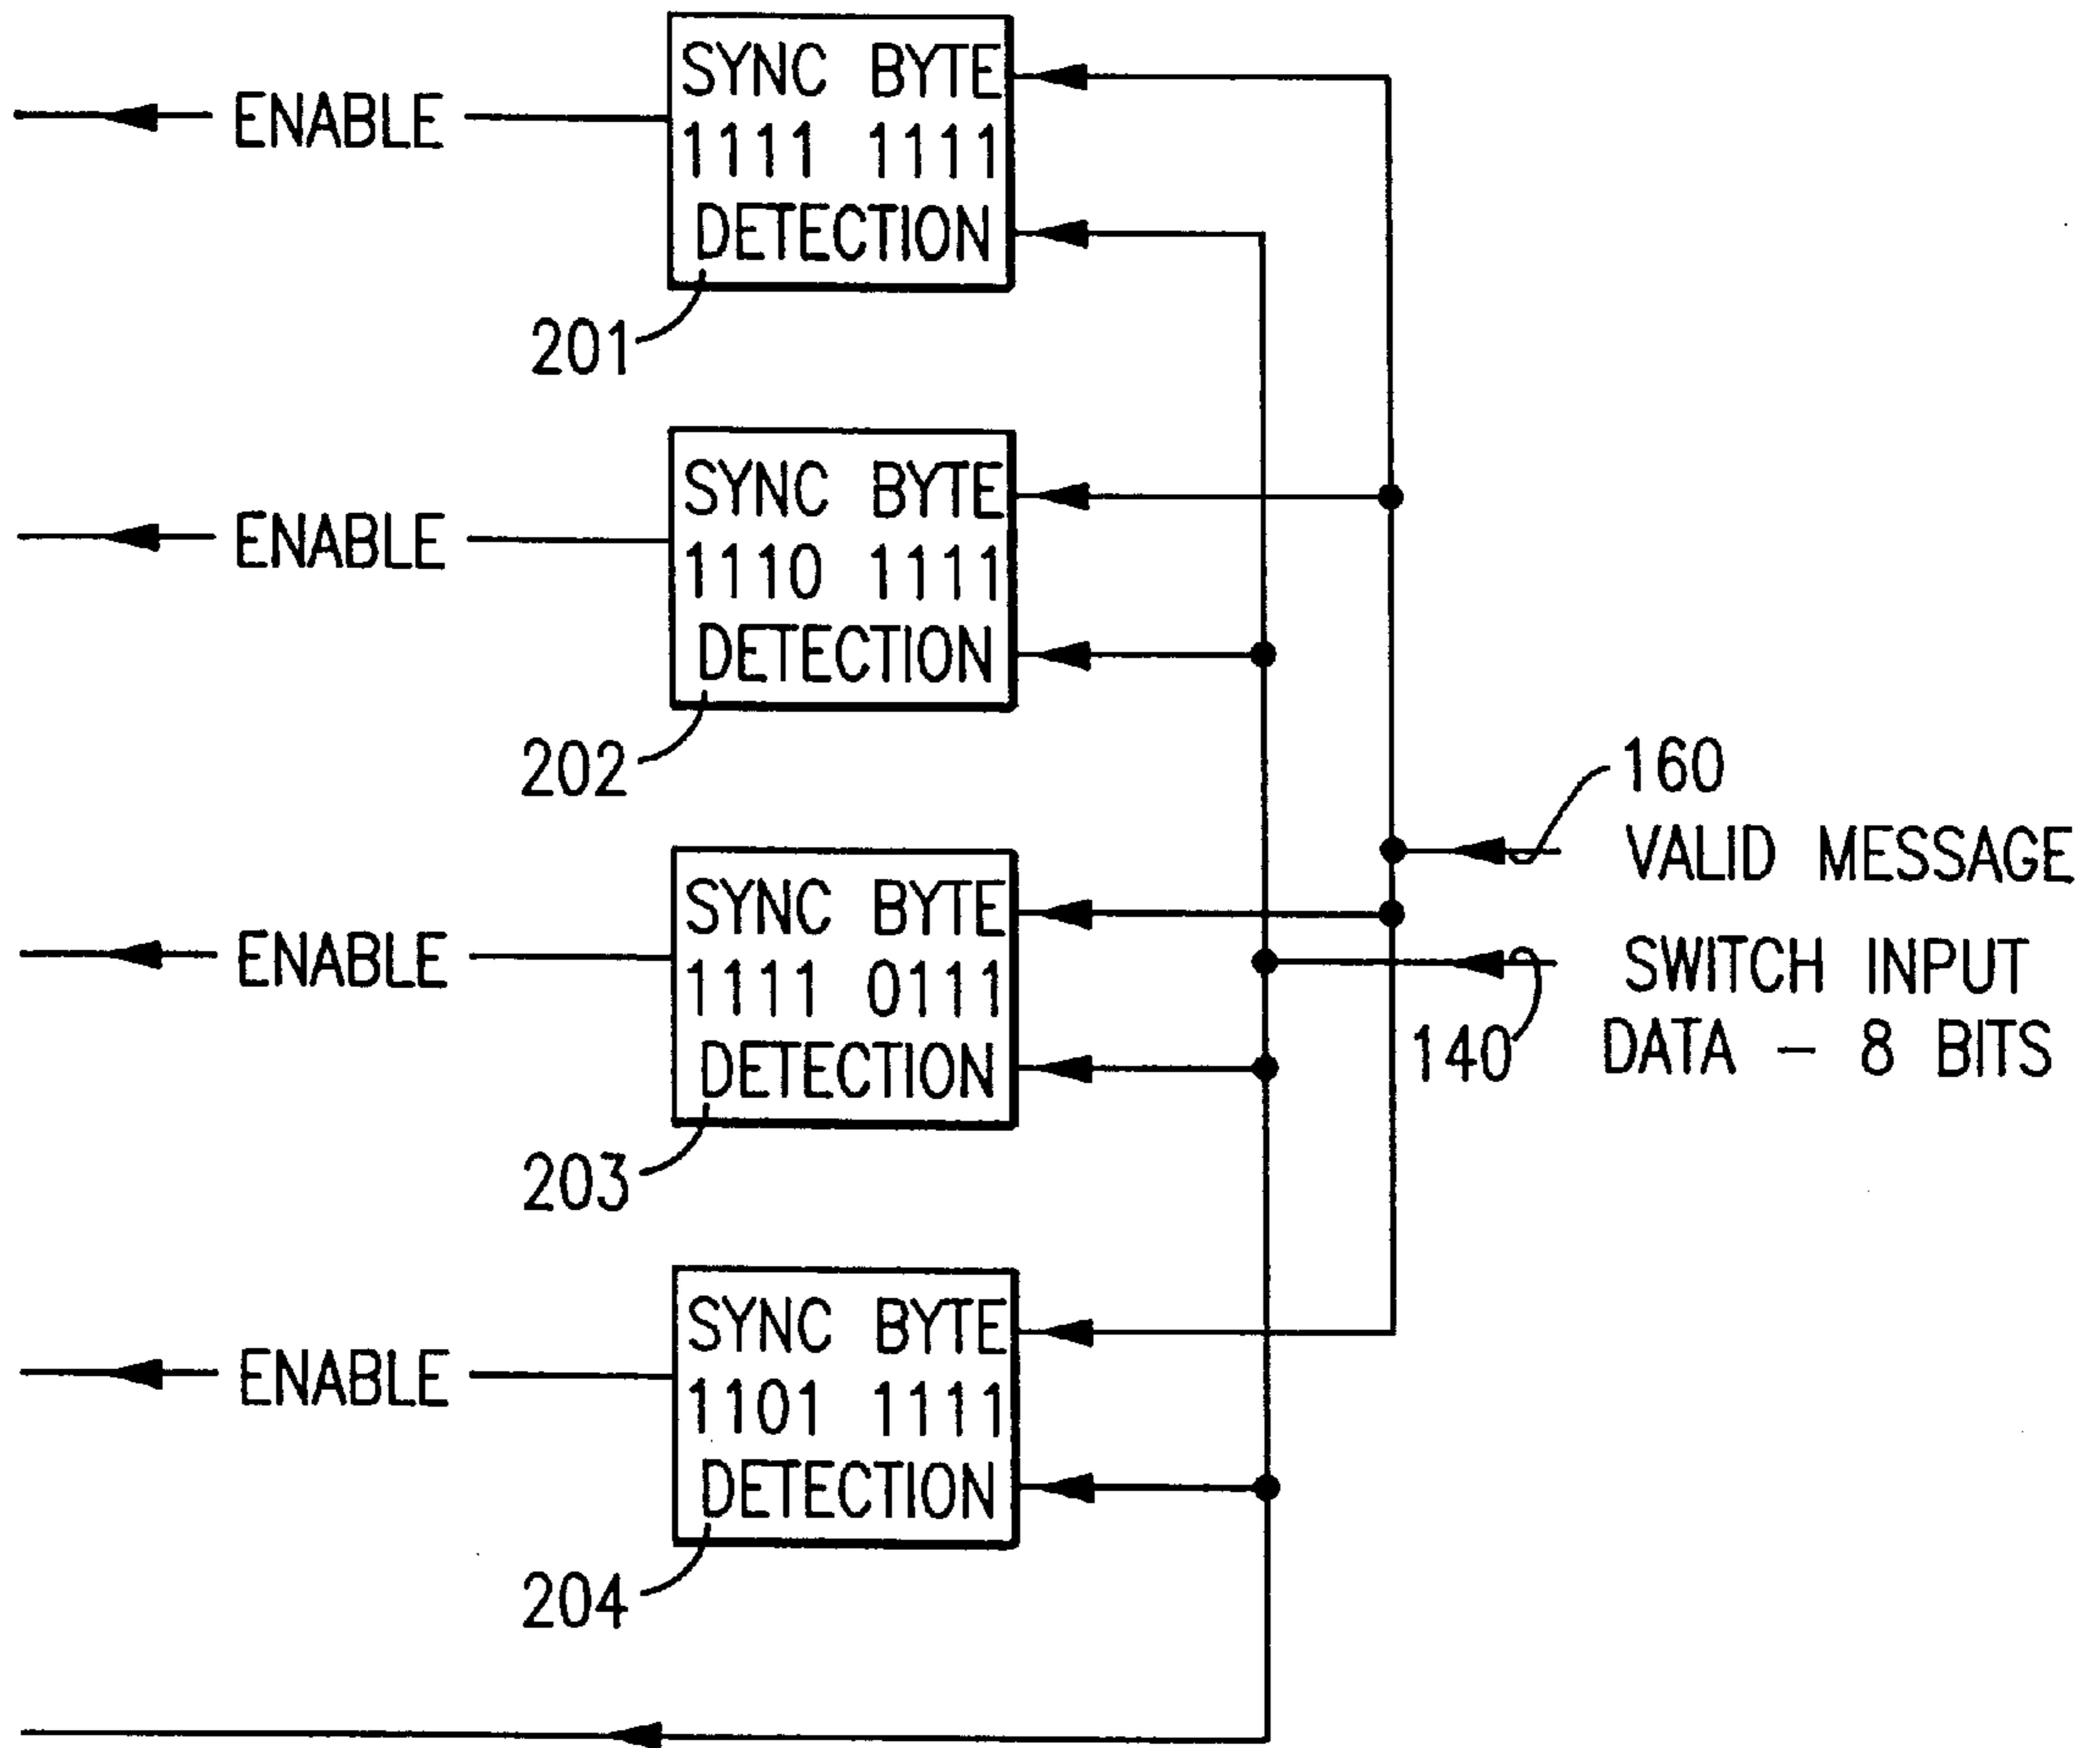 SYNC BYTE
1111 1111
DETECTION
ENABLE
201
SYNC BYTE
1110 1111
DETECTION
ENABLE
202
160
VALID MESSAGE
SYNC BYTE
1111 0111
DETECTION
ENABLE
203
SWITCH INPUT
DATA - 8 BITS
140
SYNC BYTE
1101 1111
DETECTION
ENABLE
204